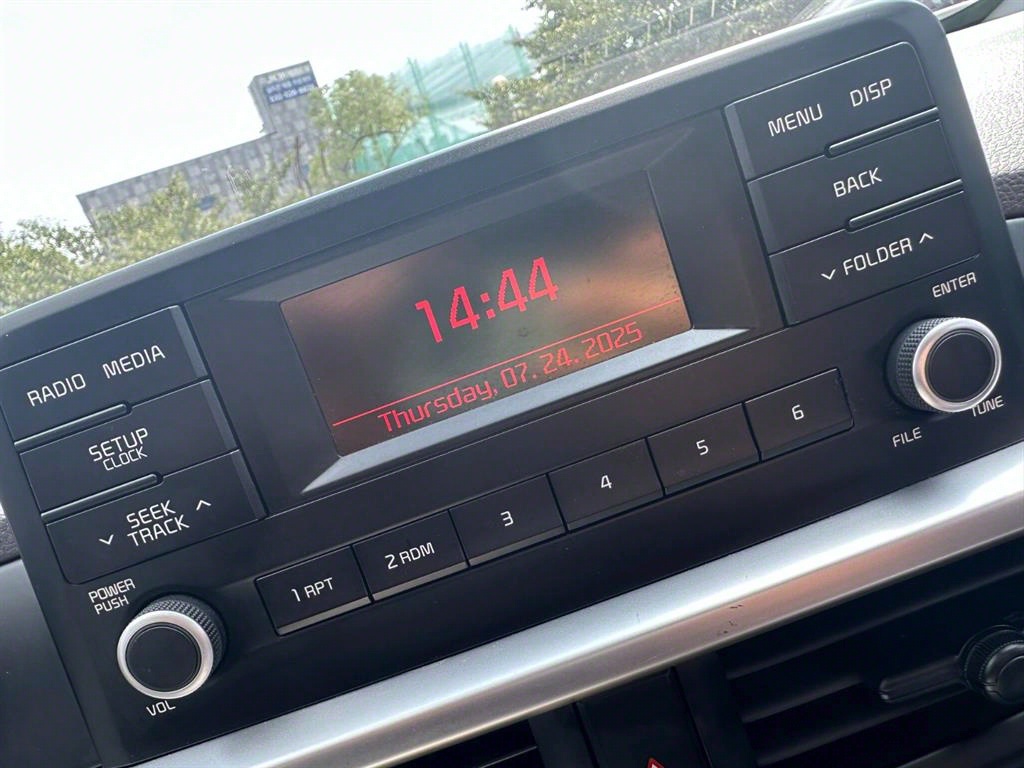 MENU DISP
BACK
FOLDER
ENTER
TUNE
FILE
14:44
Thursday, 07. 24. 2025
RADIO MEDIA
SETUP
CLOCK
SEEK
TRACK
POWER
PUSH
VOL
1 RPT
2 RDM
3
4
5
6